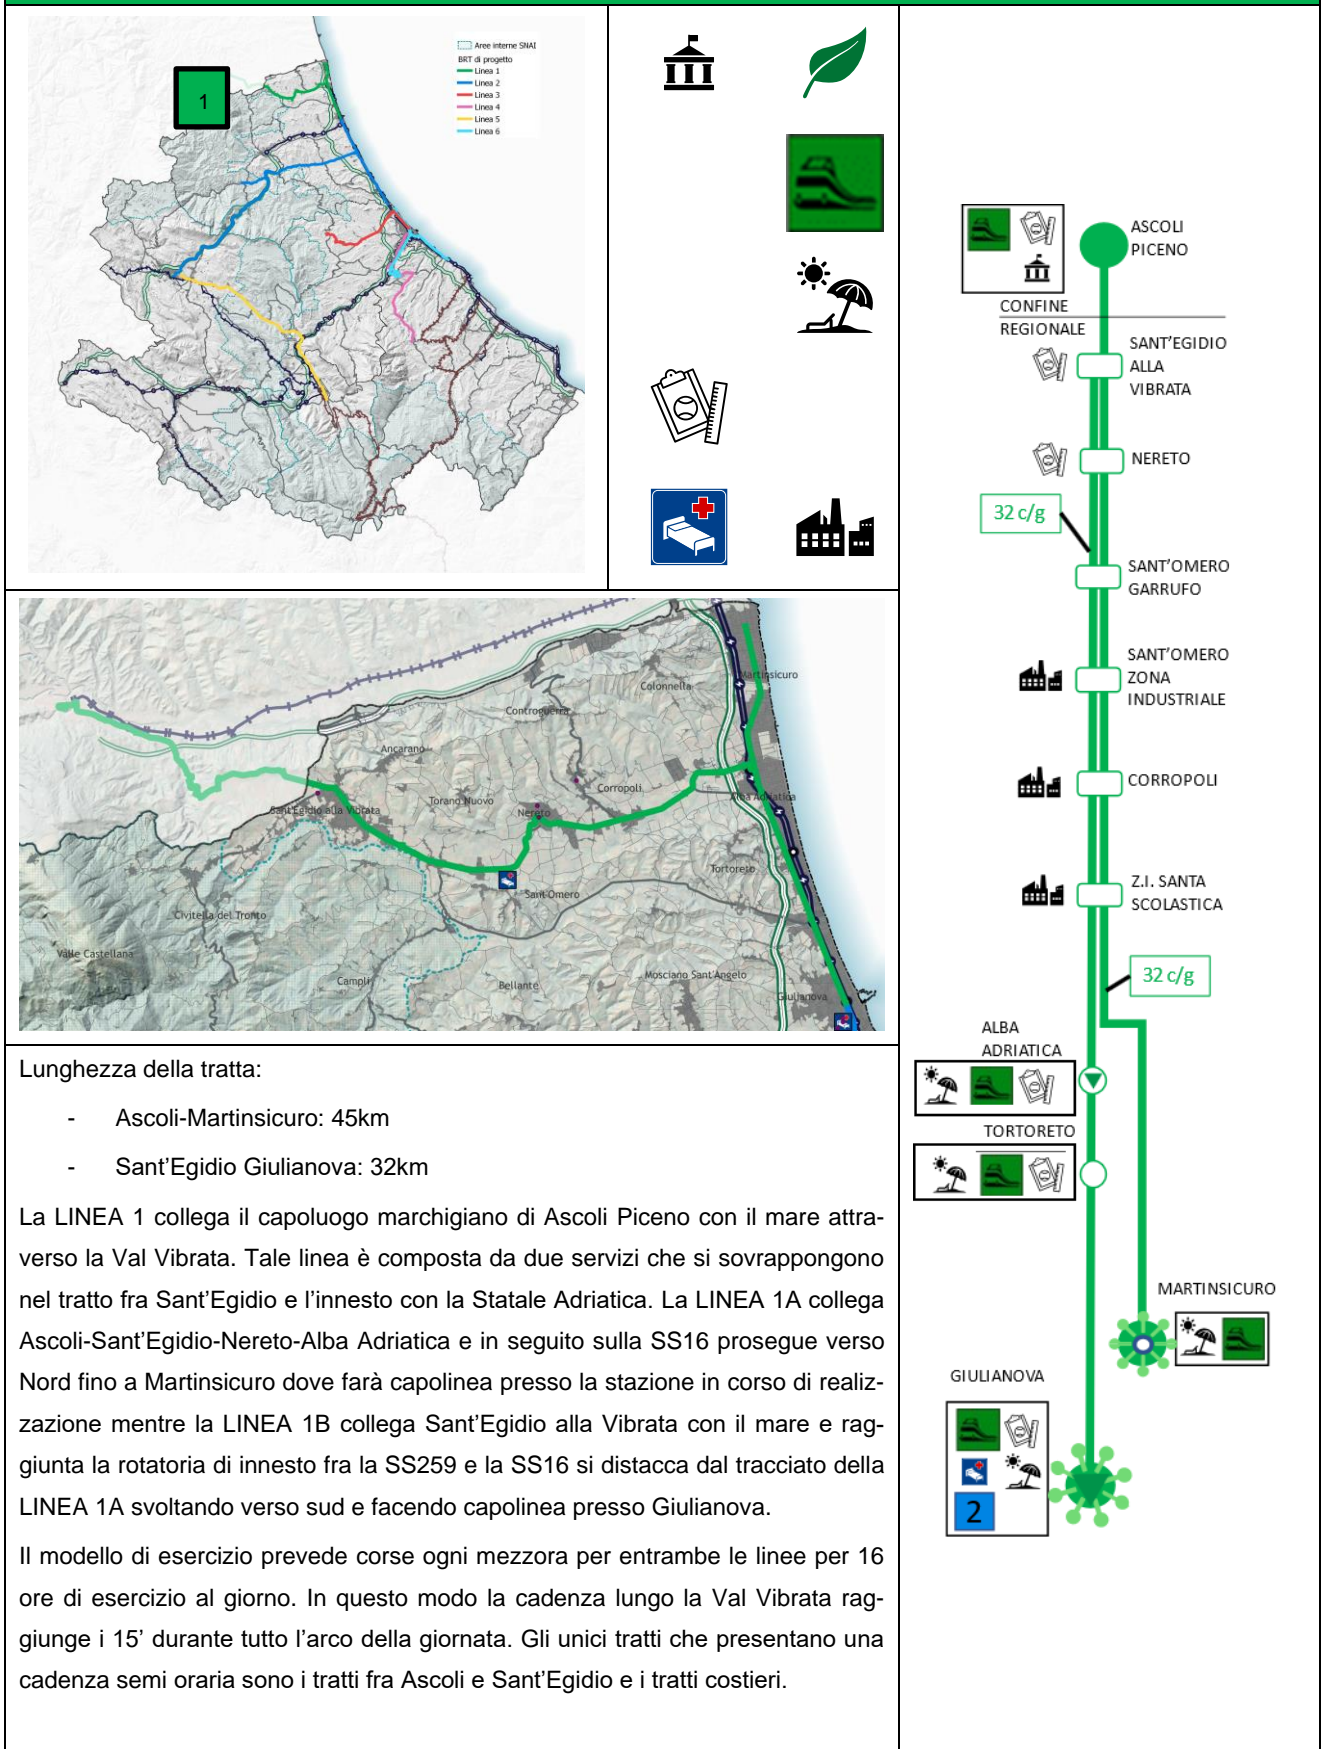 Aree interne SNAI
BRT di progetto
Linea 1
Linea 2
Linea 3
Linea 4
Linea 5
Linea 6
1
Martinsicuro
Colonnella
Controguerra
Ancarano
Corropoli
Torano Nuovo
Sant'Egidio alla Vibrata
Nereto
Alba Adriatica
Tortoreto
Sant'Omero
Civitella del Tronto
Valle Castellana
Campli
Bellante
Mosciano Sant'Angelo
Giulianova
Lunghezza della tratta:
- Ascoli-Martinsicuro: 45km
- Sant’Egidio Giulianova: 32km
La LINEA 1 collega il capoluogo marchigiano di Ascoli Piceno con il mare attra-
verso la Val Vibrata. Tale linea è composta da due servizi che si sovrappongono
nel tratto fra Sant’Egidio e l’innesto con la Statale Adriatica. La LINEA 1A collega
Ascoli-Sant’Egidio-Nereto-Alba Adriatica e in seguito sulla SS16 prosegue verso
Nord fino a Martinsicuro dove farà capolinea presso la stazione in corso di realiz-
zazione mentre la LINEA 1B collega Sant’Egidio alla Vibrata con il mare e rag-
giunta la rotatoria di innesto fra la SS259 e la SS16 si distacca dal tracciato della
LINEA 1A svoltando verso sud e facendo capolinea presso Giulianova.
Il modello di esercizio prevede corse ogni mezzora per entrambe le linee per 16
ore di esercizio al giorno. In questo modo la cadenza lungo la Val Vibrata rag-
giunge i 15’ durante tutto l’arco della giornata. Gli unici tratti che presentano una
cadenza semi oraria sono i tratti fra Ascoli e Sant’Egidio e i tratti costieri.
ASCOLI
PICENO
CONFINE
REGIONALE
SANT’EGIDIO
ALLA
VIBRATA
NERETO
32 c/g
SANT’OMERO
GARRUFO
SANT’OMERO
ZONA
INDUSTRIALE
CORROPOLI
Z.I. SANTA
SCOLASTICA
32 c/g
ALBA
ADRIATICA
TORTORETO
MARTINSICURO
GIULIANOVA
2